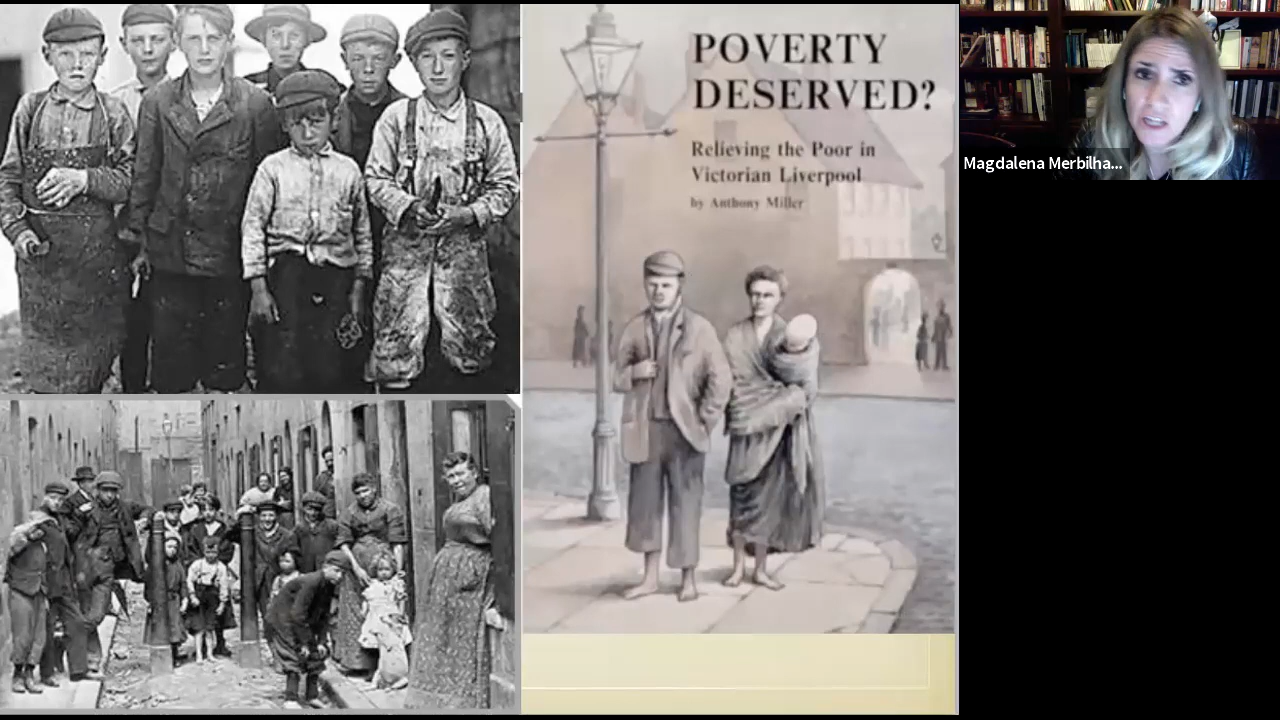 POVERTY
DESERVED?
Relieving the Poor in
Victorian Liverpool
by Anthony Miller
Magdalena Merbilha...